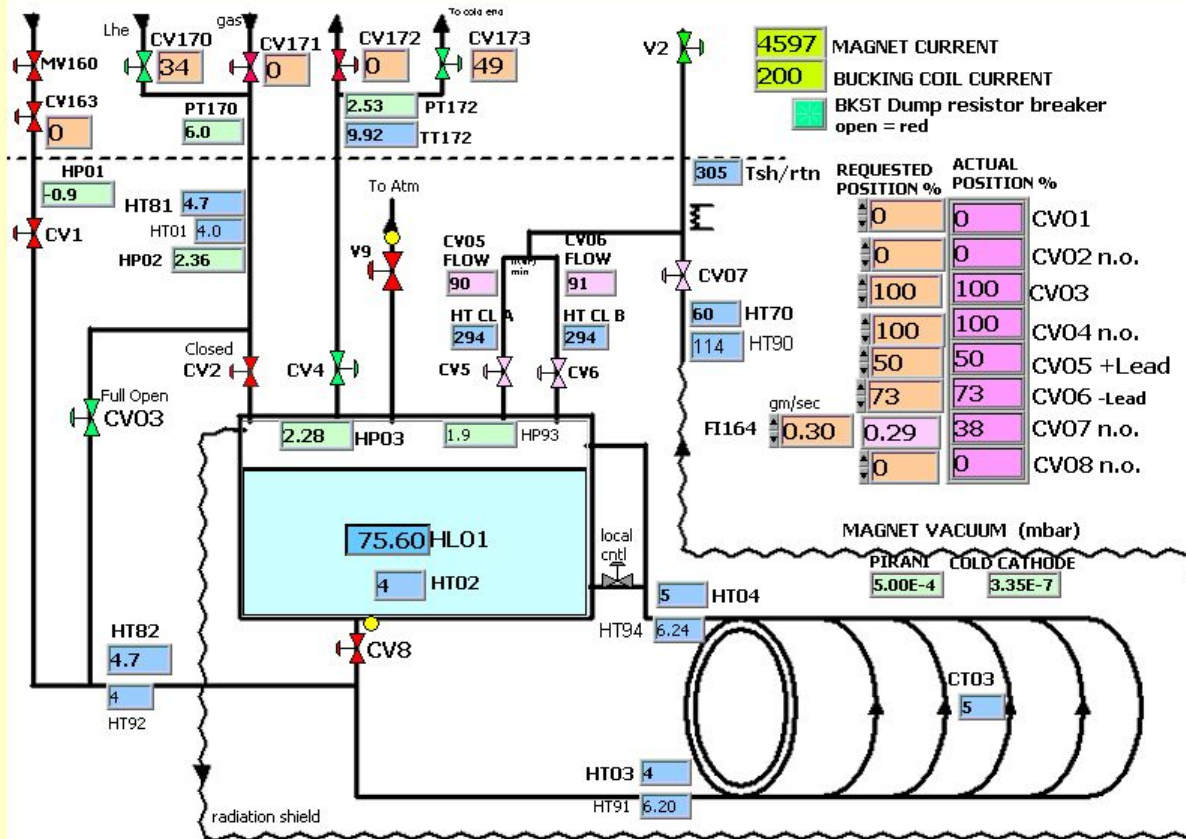 Lhe
gas
To cold end
MV160
CV170
34
CV171
0
CV172
0
CV173
49
V2
4597 MAGNET CURRENT
200 BUCKING COIL CURRENT
BKST Dump resistor breaker
open = red
CV163
0
PT170
6.0
2.53 PT172
9.92 TT172
HP01
-0.9
HT81 4.7
HT01 4.0
HP02 2.36
CV1
To Atm
V9
305 Tsh/rtn
REQUESTED
POSITION %
ACTUAL
POSITION %
0 0 CV01
0 0 CV02 n.o.
100 100 CV03
100 100 CV04 n.o.
50 50 CV05 +Lead
73 73 CV06 -Lead
gm/sec
FI164 0.30 0.29 38 CV07 n.o.
0 0 CV08 n.o.
CV05
FLOW
90
min
CV06
FLOW
91
CV07
HT CL A
294
HT CL B
294
60 HT70
114 HT90
Closed
CV2
CV4
CV5
CV6
Full Open
CV03
2.28 HP03
1.9 HP93
75.60 HL01
4 HT02
local
cntl
MAGNET VACUUM (mbar)
PIRANI
5.00E-4
COLD CATHODE
3.35E-7
5 HT04
HT94 6.24
HT82
4.7
4
HT92
CV8
CT03
5
HT03 4
HT91 6.20
radiation shield